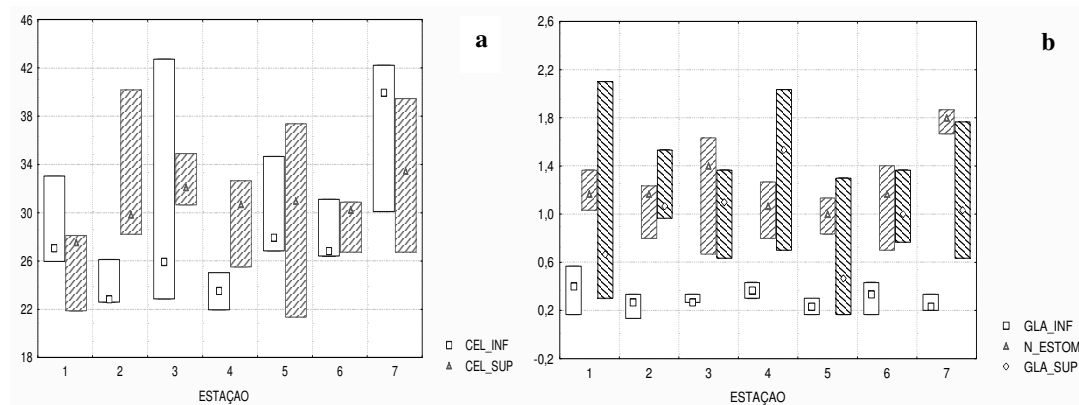 a
46
42
38
34
30
26
22
18
1 2 3 4 5 6 7
ESTAÇAO
CEL_INF
CEL_SUP
b
2,6
2,2
1,8
1,4
1,0
0,6
0,2
-0,2
1 2 3 4 5 6 7
ESTAÇAO
GLA_INF
N_ESTOM
GLA_SUP